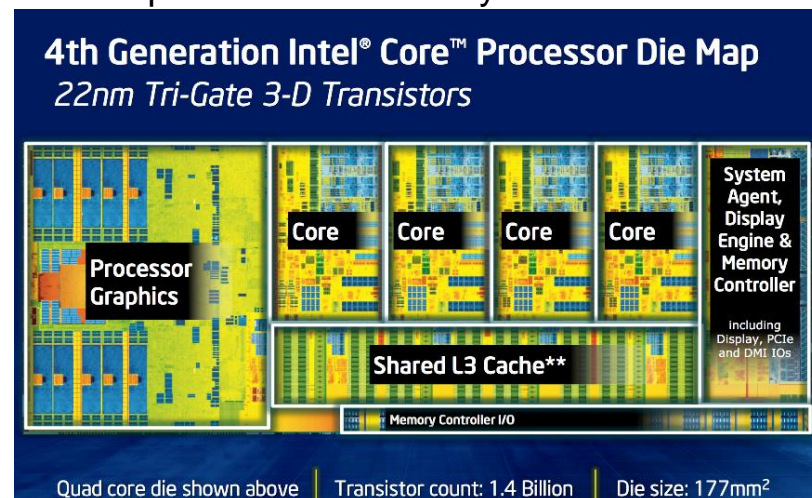 4th Generation Intel® Core™ Processor Die Map
22nm Tri-Gate 3-D Transistors
Processor
Graphics
Core
Core
Core
Core
System
Agent,
Display
Engine &
Memory
Controller
including
Display, PCIe
and DMI IOs
Shared L3 Cache**
Memory Controller I/O
Quad core die shown above | Transistor count: 1.4 Billion | Die size: 177mm²